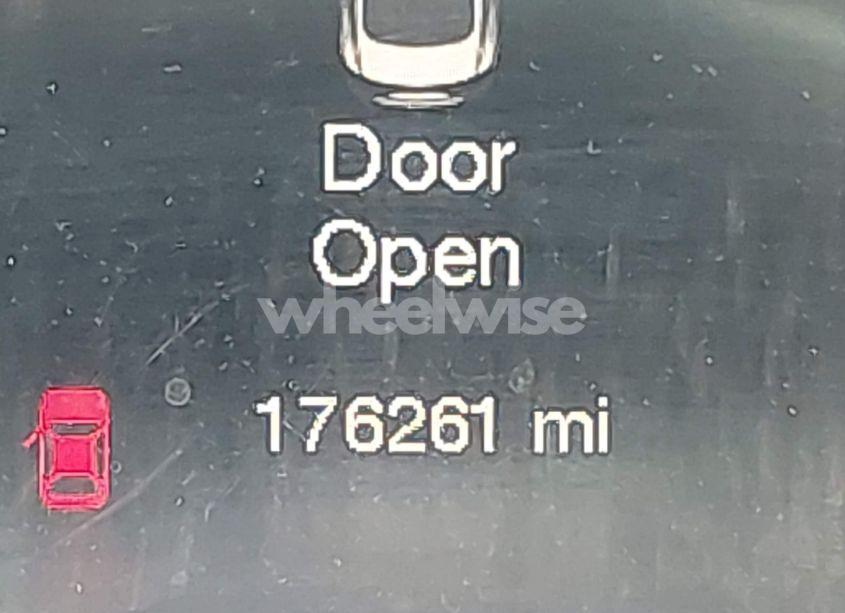 Door
Open
wheelwise
176261 mi